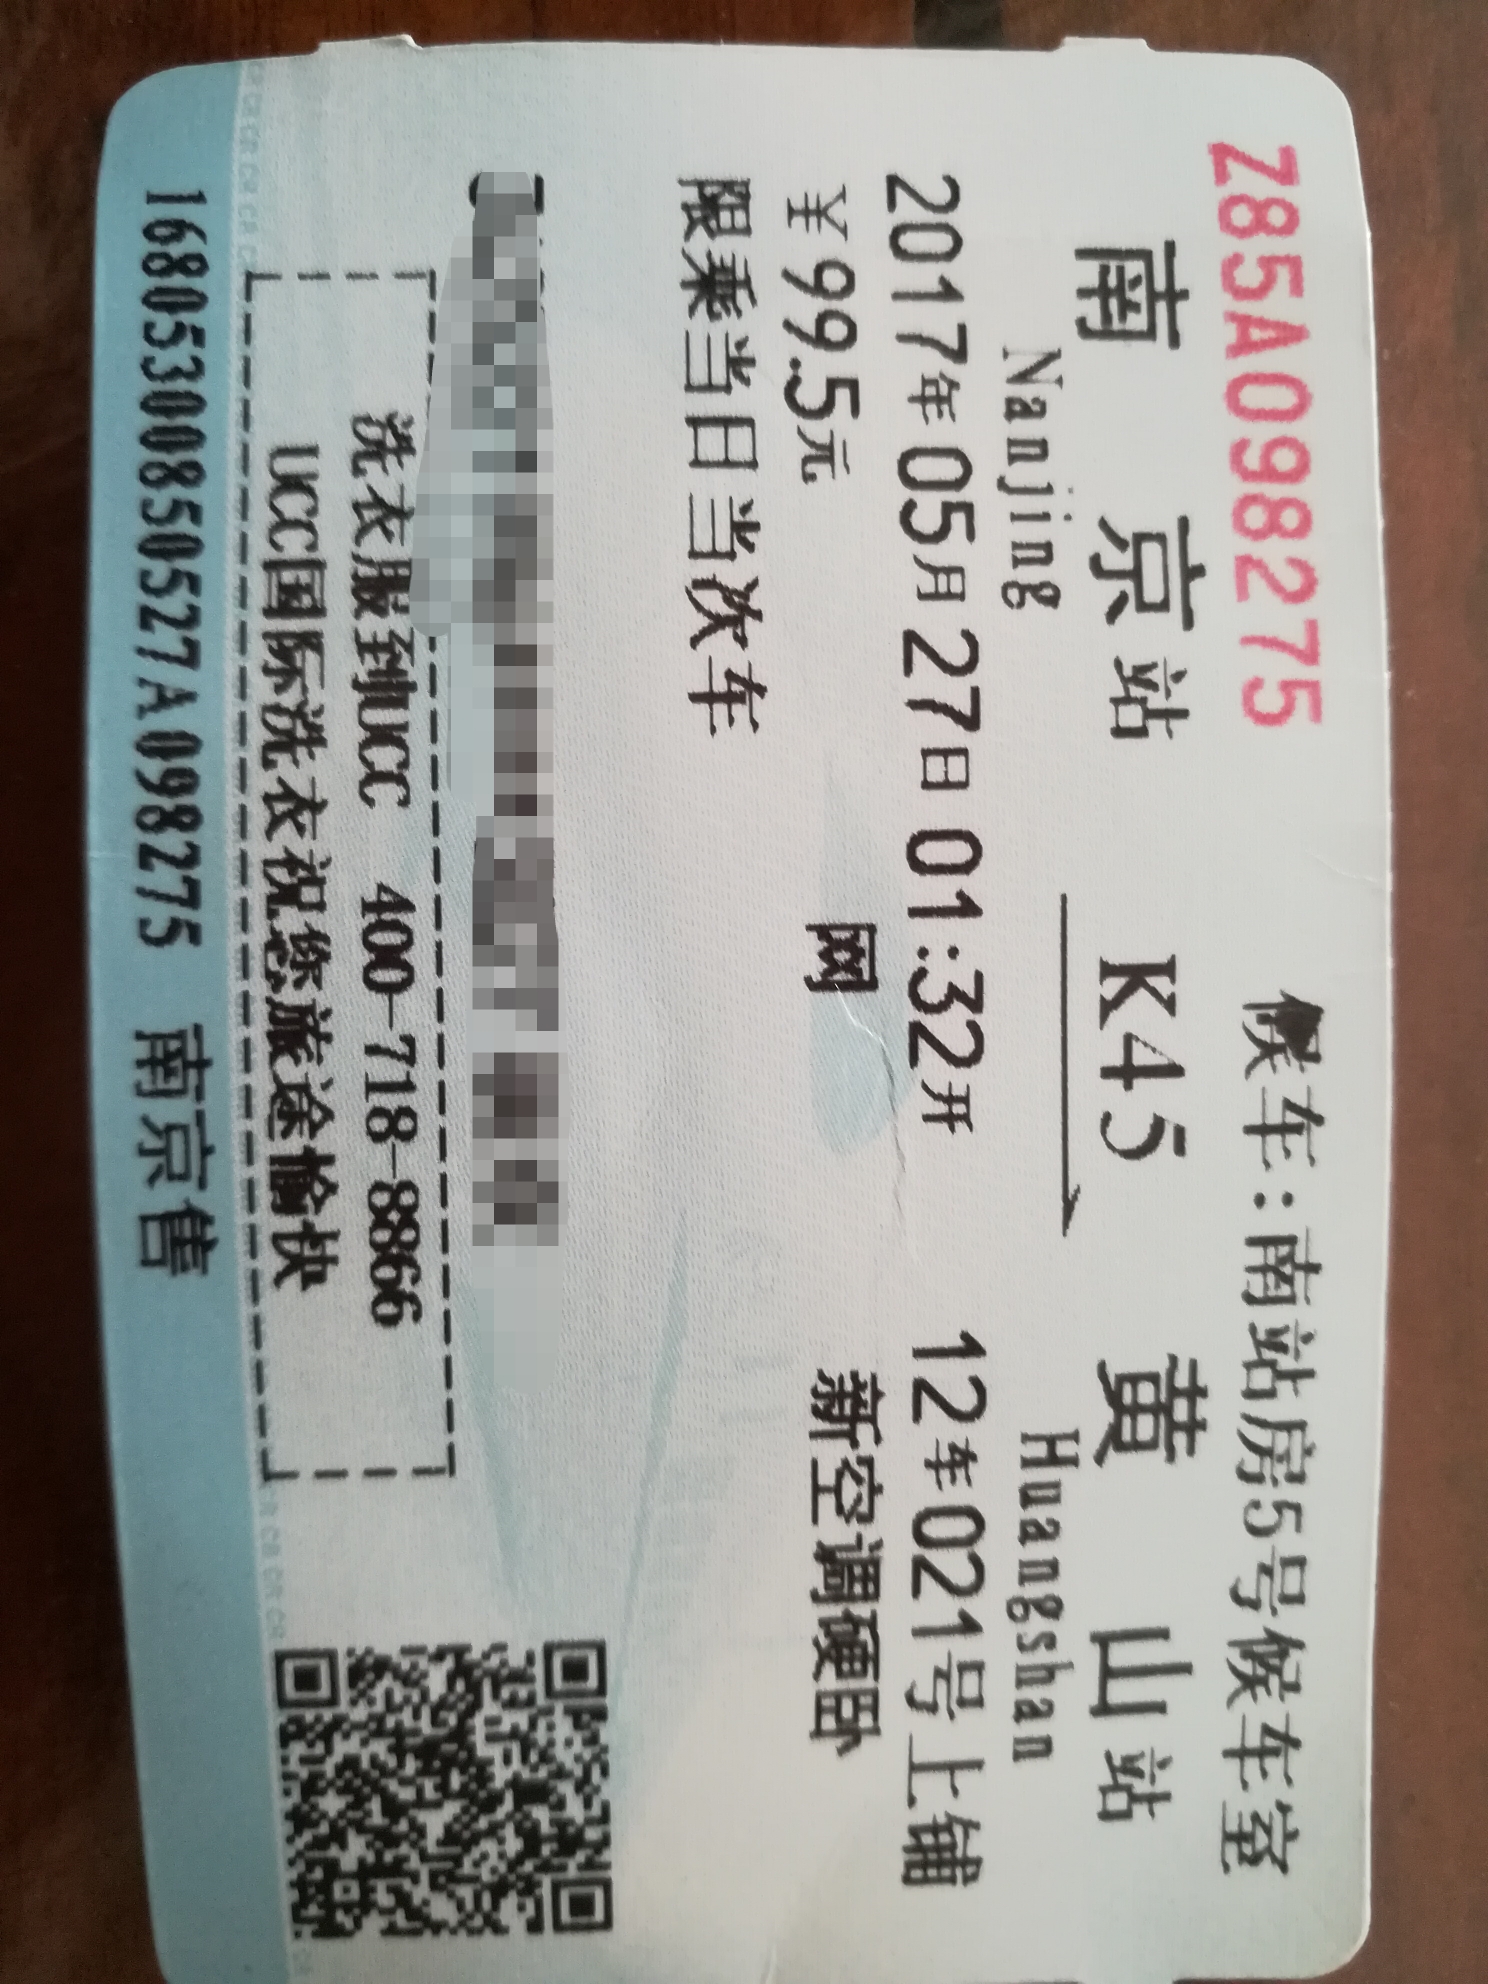 Z85A098275 候车:南站房5号候车室
南京站 K45 黄山站
Nanjing Huangshan
2017年05月27日01:32开 12车021号上铺
￥99.5元 网 新空调硬卧
限乘当日当次车
洗衣服到UCC 400-718-8866
UCC国际洗衣祝您旅途愉快
16805300850527A098275 南京售